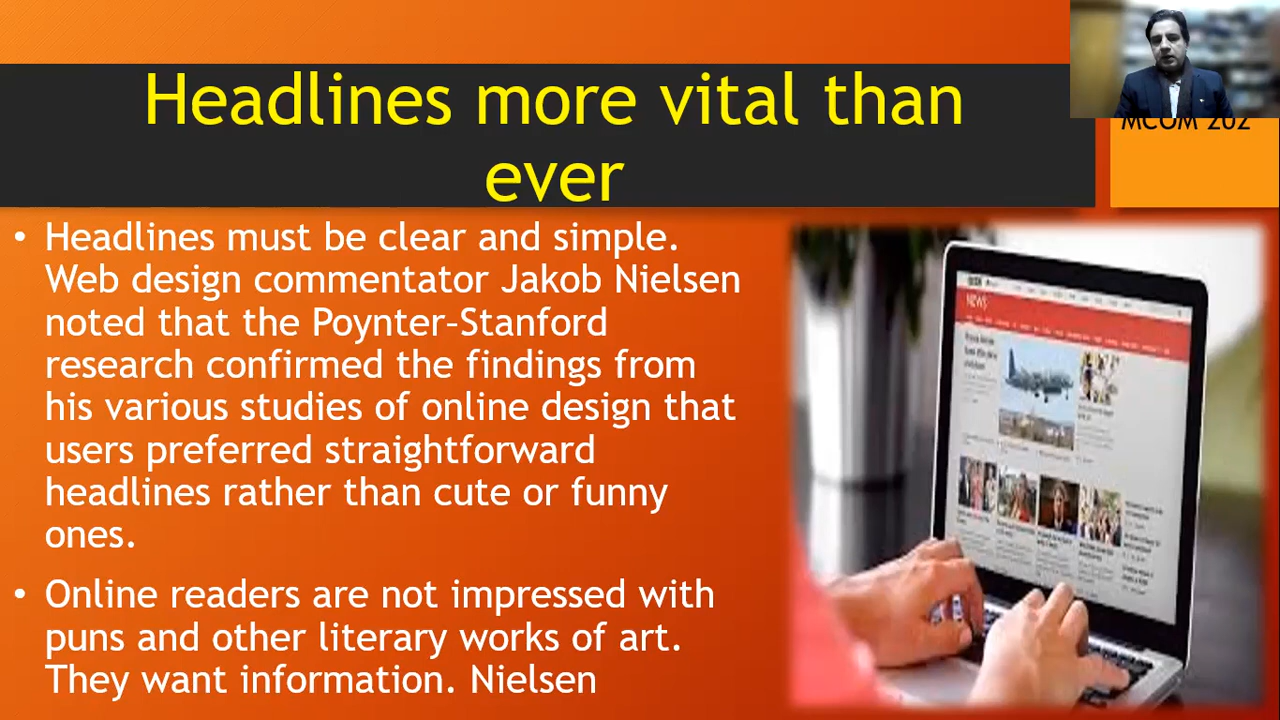 Headlines more vital than
ever
MCOM 202
• Headlines must be clear and simple.
Web design commentator Jakob Nielsen
noted that the Poynter-Stanford
research confirmed the findings from
his various studies of online design that
users preferred straightforward
headlines rather than cute or funny
ones.
• Online readers are not impressed with
puns and other literary works of art.
They want information. Nielsen
NEWS